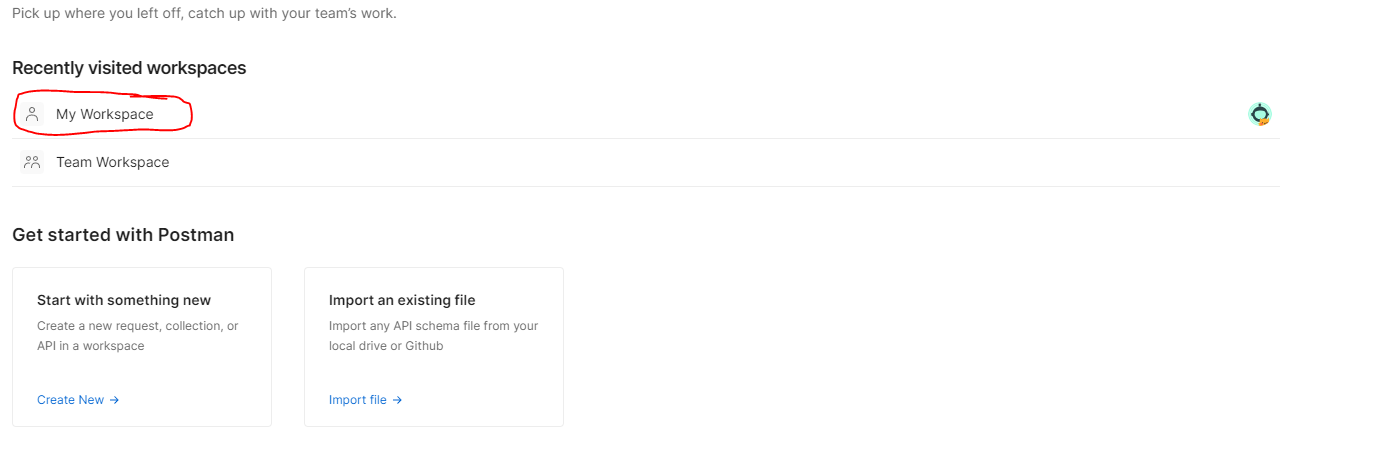 Pick up where you left off, catch up with your team’s work.
Recently visited workspaces
My Workspace
Team Workspace
Get started with Postman
Start with something new
Create a new request, collection, or
API in a workspace
Create New →
Import an existing file
Import any API schema file from your
local drive or Github
Import file →